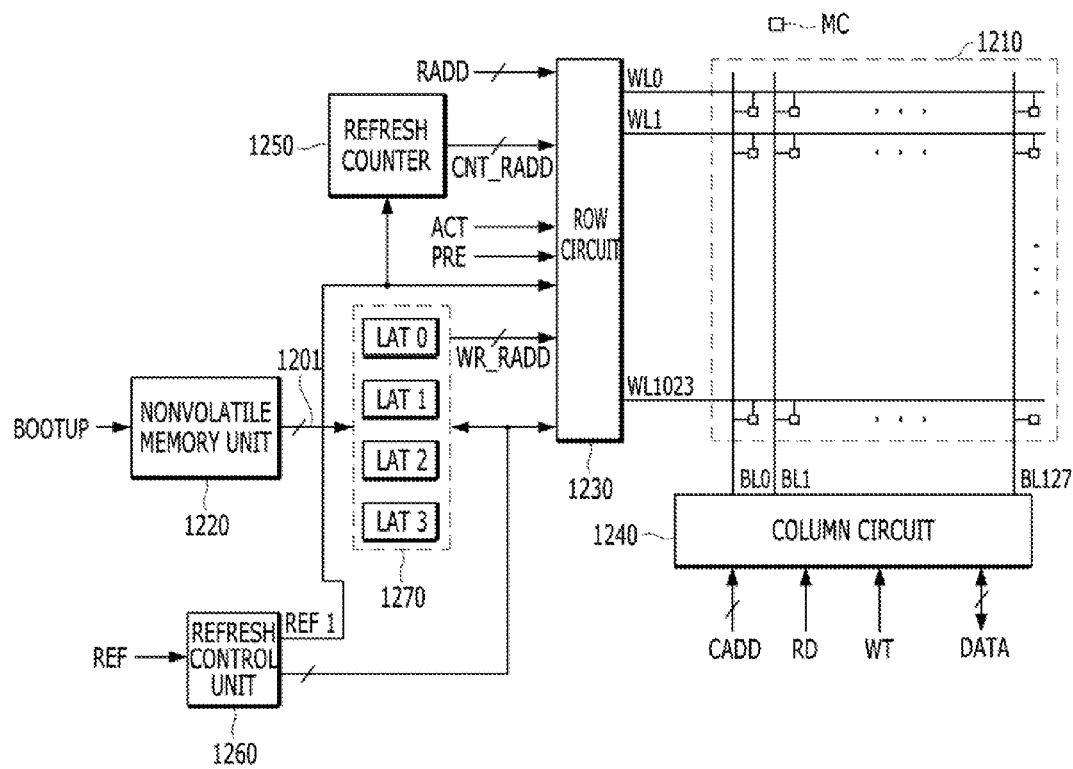 MC
1210
RADD
WL0
WL1
1250
REFRESH
COUNTER
CNT_RADD
ACT
PRE
ROW
CIRCUIT
LAT 0
WR_RADD
1201
LAT 1
WL1023
BOOTUP
NONVOLATILE
MEMORY UNIT
LAT 2
LAT 3
1220
1230
BL0
BL1
BL127
1240
COLUMN CIRCUIT
1270
REF 1
REF
REFRESH
CONTROL
UNIT
CADD
RD
WT
DATA
1260